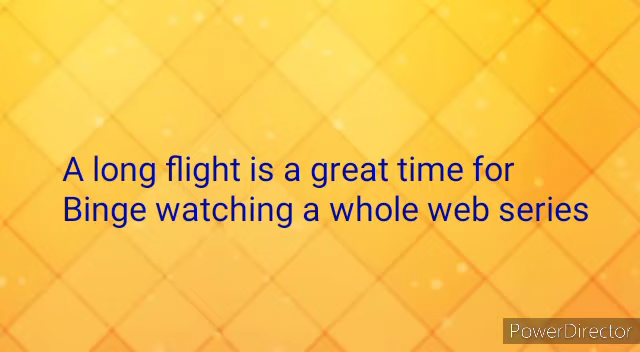 A long flight is a great time for
Binge watching a whole web series
PowerDirector